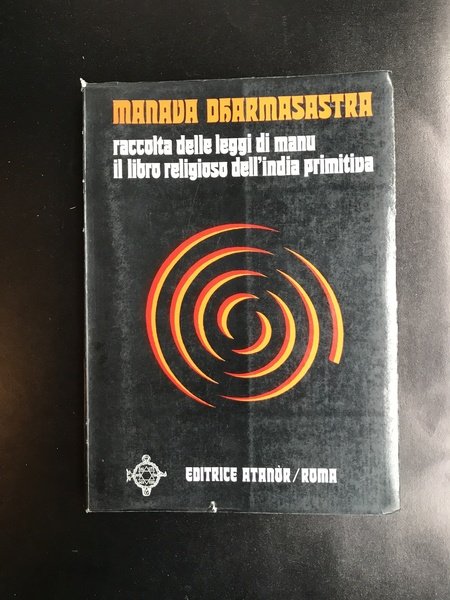 MANAVA DHARMASASTRA
raccolta delle leggi di manu
il libro religioso dell'india primitiva
EDITRICE ATANÒR/ROMA